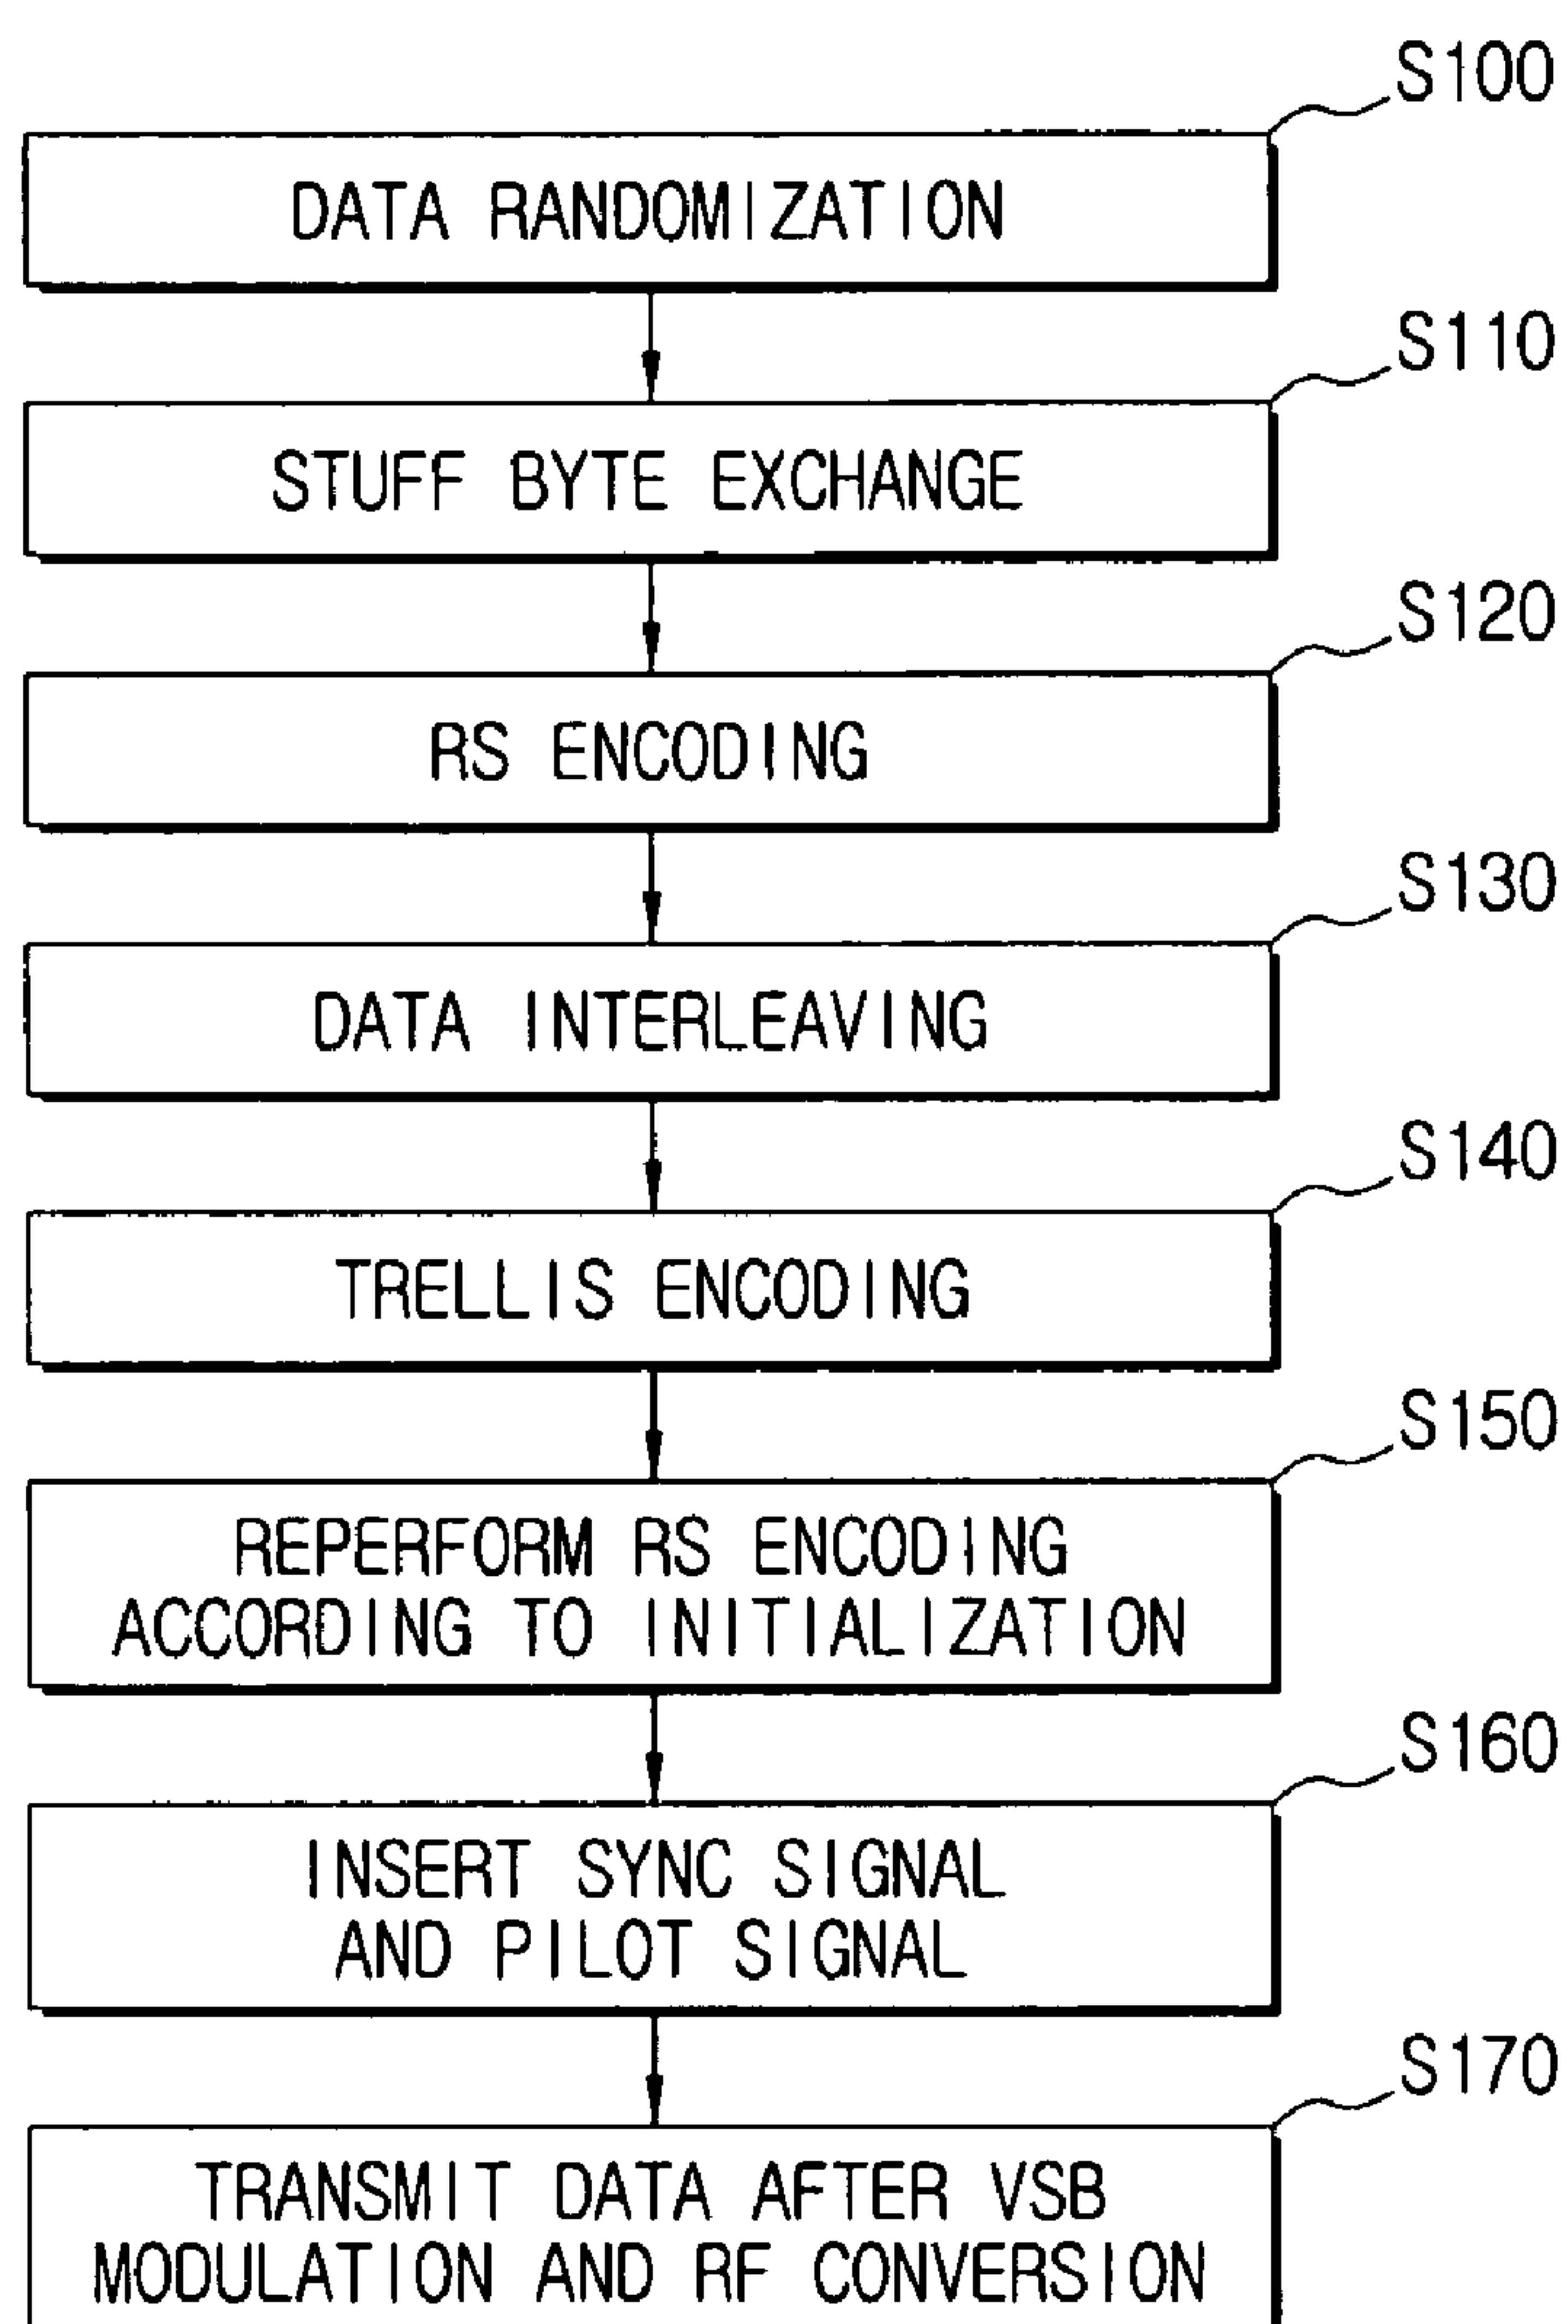 S100
DATA RANDOMIZATION
S110
STUFF BYTE EXCHANGE
S120
RS ENCODING
S130
DATA INTERLEAVING
S140
TRELLIS ENCODING
S150
REPERFORM RS ENCODING
ACCORDING TO INITIALIZATION
S160
INSERT SYNC SIGNAL
AND PILOT SIGNAL
S170
TRANSMIT DATA AFTER VSB
MODULATION AND RF CONVERSION